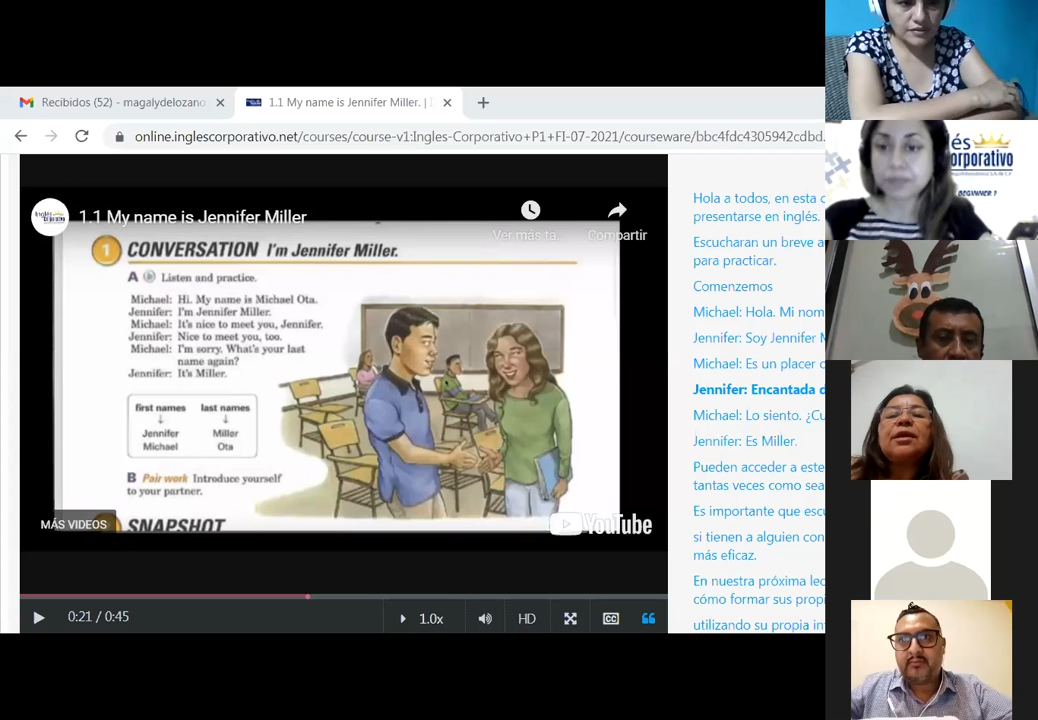 Recibidos (52) - magalydelozano
1.1 My name is Jennifer Miller. |
online.inglescorporativo.net/courses/course-v1:Ingles-Corporativo+P1+FI-07-2021/courseware/bbc4fdc4305942cdbd.
1.1 My name is Jennifer Miller
Ver más ta...
Compartir
1 CONVERSATION I'm Jennifer Miller.
A Listen and practice.
Michael: Hi. My name is Michael Ota.
Jennifer: I'm Jennifer Miller.
Michael: It's nice to meet you, Jennifer.
Jennifer: Nice to meet you, too.
Michael: I'm sorry. What's your last
name again?
Jennifer: It's Miller.
first names last names
Jennifer Miller
Michael Ota
B Pair work Introduce yourself
to your partner.
SNAPSHOT
MÁS VIDEOS
YouTube
0:21 / 0:45
1.0x
HD
CC
Hola a todos, en esta
presentarse en inglés.
Escucharan un breve
para practicar.
Comenzemos
Michael: Hola. Mi nom
Jennifer: Soy Jennifer M
Michael: Es un placer
Jennifer: Encantada d
Michael: Lo siento. ¿Cu
Jennifer: Es Miller.
Pueden acceder a este
tantas veces como sea
Es importante que escu
si tienen a alguien con
más eficaz.
En nuestra próxima lec
cómo formar sus propi
utilizando su propia in
orporativo
BEGINNER 1